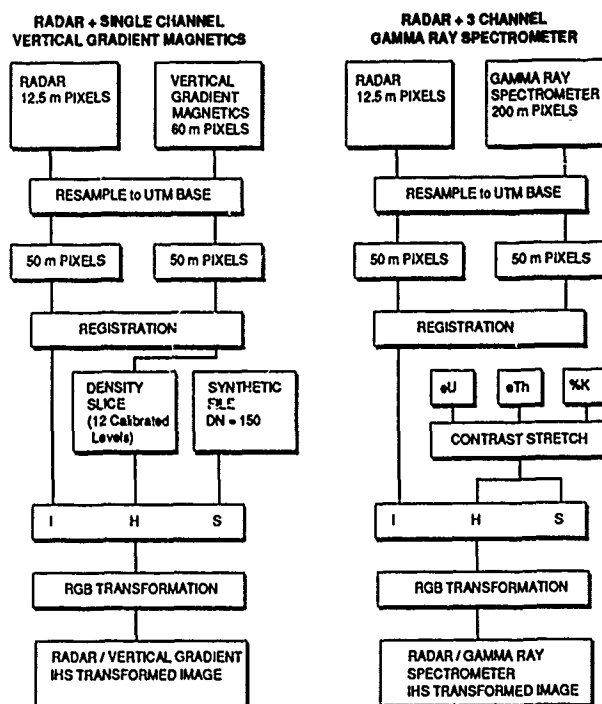 RADAR + SINGLE CHANNEL
VERTICAL GRADIENT MAGNETICS
RADAR
12.5 m PIXELS
VERTICAL
GRADIENT
MAGNETICS
60 m PIXELS
RESAMPLE to UTM BASE
50 m PIXELS
50 m PIXELS
REGISTRATION
DENSITY
SLICE
(12 Calibrated
Levels)
SYNTHETIC
FILE
DN = 150
I H S
RGB TRANSFORMATION
RADAR / VERTICAL GRADIENT
IHS TRANSFORMED IMAGE
RADAR + 3 CHANNEL
GAMMA RAY SPECTROMETER
RADAR
12.5 m PIXELS
GAMMA RAY
SPECTROMETER
200 m PIXELS
RESAMPLE to UTM BASE
50 m PIXELS
50 m PIXELS
REGISTRATION
eU
eTh
%K
CONTRAST STRETCH
I H S
RGB TRANSFORMATION
RADAR / GAMMA RAY
SPECTROMETER
IHS TRANSFORMED IMAGE